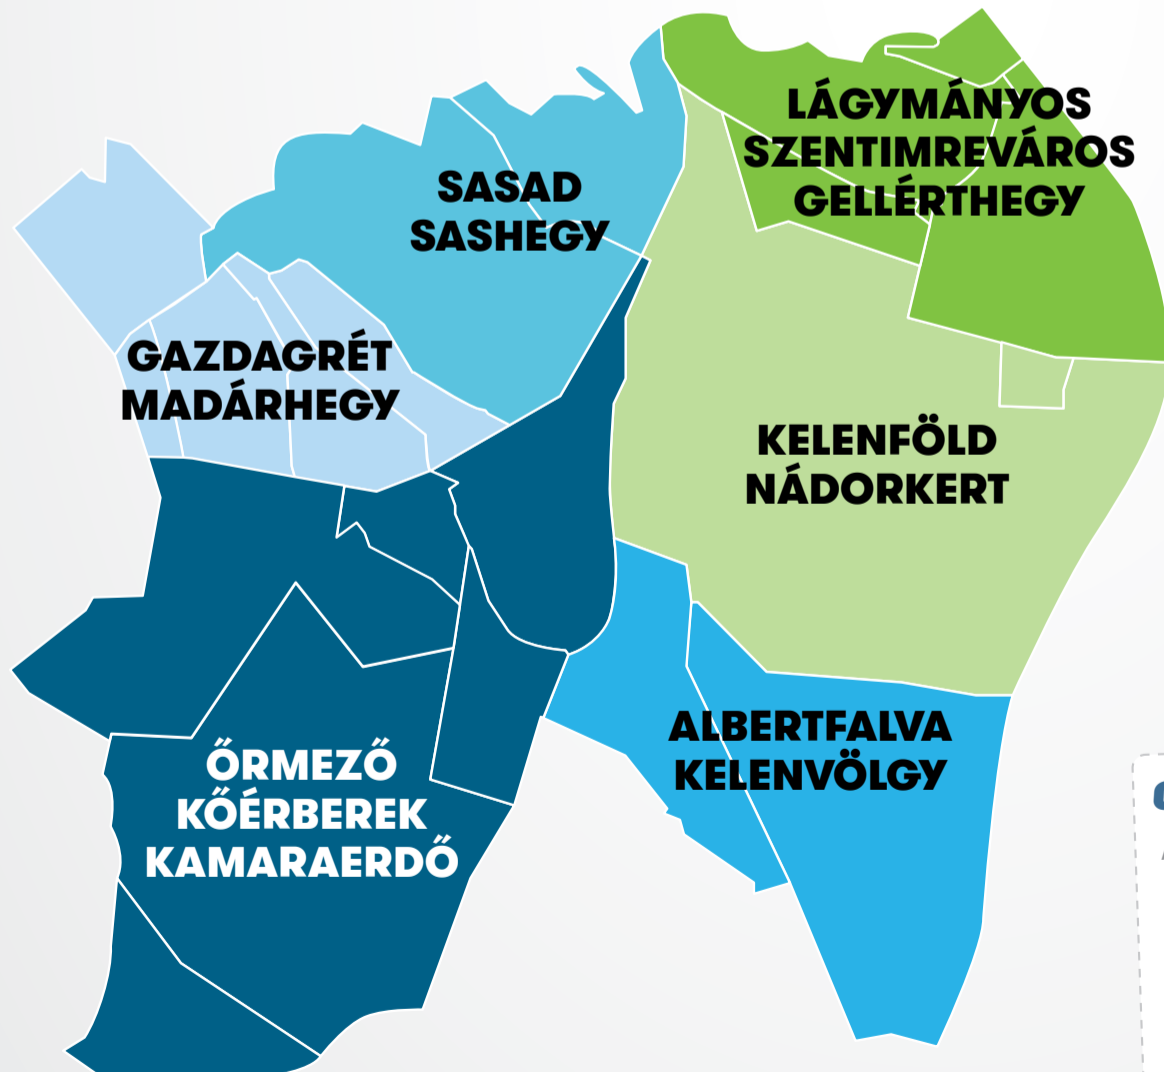 LÁGYMÁNYOS
SZENTIMREVÁROS
GELLÉRTHEGY
SASAD
SASHEGY
GAZDAGRÉT
MADÁRHEGY
KELENFÖLD
NÁDORKERT
ALBERTFALVA
KELENVÖLGY
ŐRMEZŐ
KŐÉRBEREK
KAMARAERDŐ